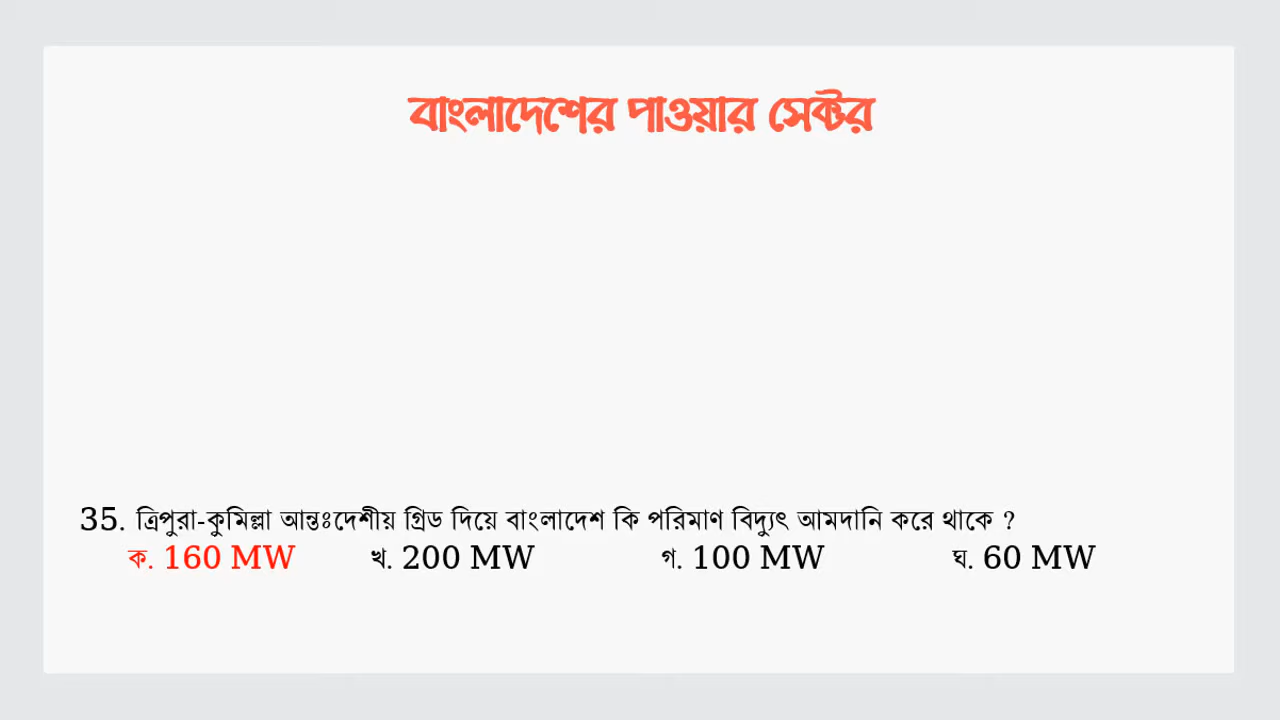 বাংলাদেশের পাওয়ার সেক্টর
35. ত্রিপুরা-কুমিল্লা আন্তঃদেশীয় গ্রিড দিয়ে বাংলাদেশ কি পরিমাণ বিদ্যুৎ আমদানি করে থাকে ?
ক. 160 MW খ. 200 MW গ. 100 MW ঘ. 60 MW